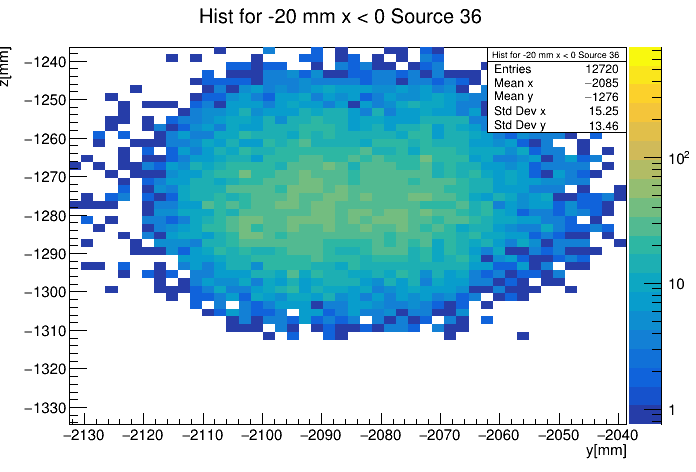 Hist for -20 mm x < 0 Source 36
z[mm]
Hist for -20 mm x < 0 Source 36
Entries 12720
Mean x −2085
Mean y −1276
Std Dev x 15.25
Std Dev y 13.46
−1240
−1250
−1260
−1270
−1280
−1290
−1300
−1310
−1320
−1330
10²
10
1
−2130 −2120 −2110 −2100 −2090 −2080 −2070 −2060 −2050 −2040
y[mm]